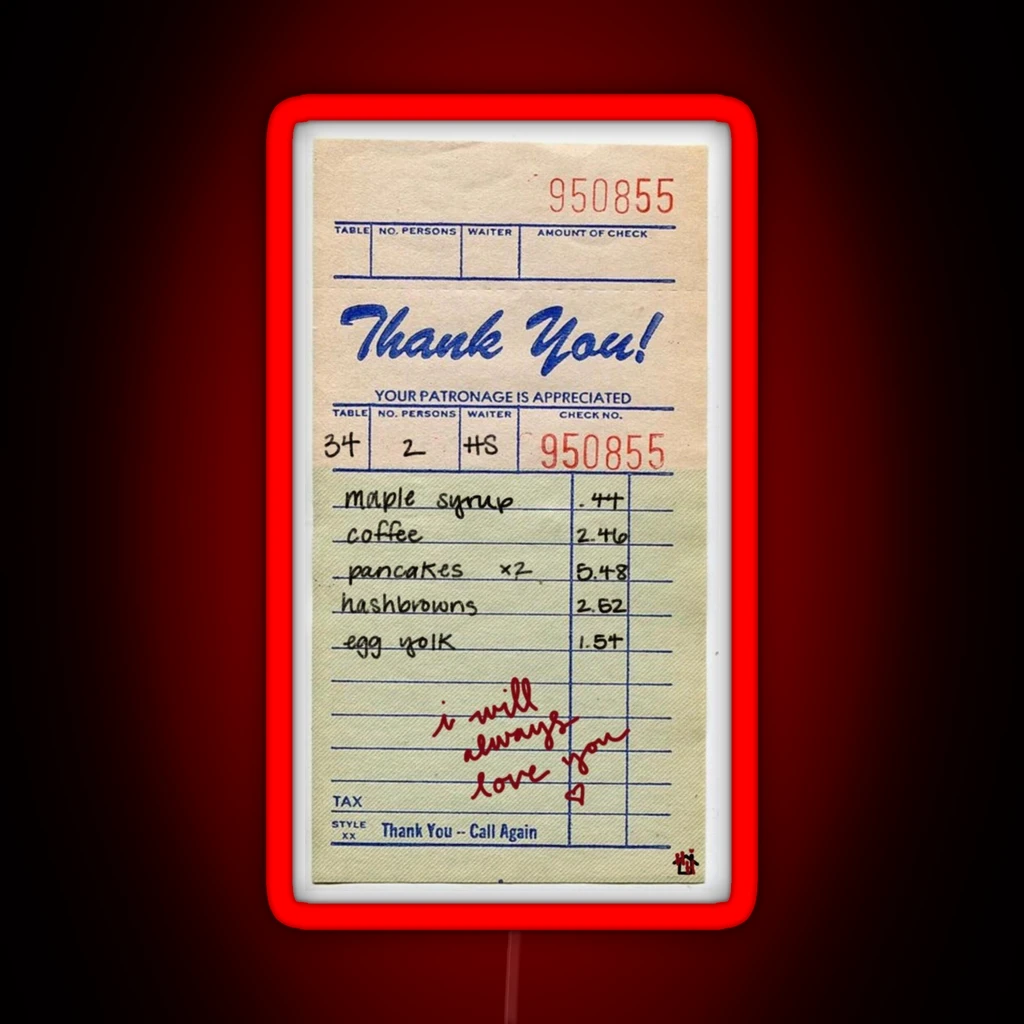 950855
TABLE NO. PERSONS WAITER AMOUNT OF CHECK
Thank You!
YOUR PATRONAGE IS APPRECIATED
TABLE NO. PERSONS WAITER CHECK NO.
34 2 HS 950855
maple syrup .44
coffee 2.46
pancakes x2 5.48
hashbrowns 2.52
egg yolk 1.54
i will
always
love you
TAX
STYLE
XX Thank You -- Call Again